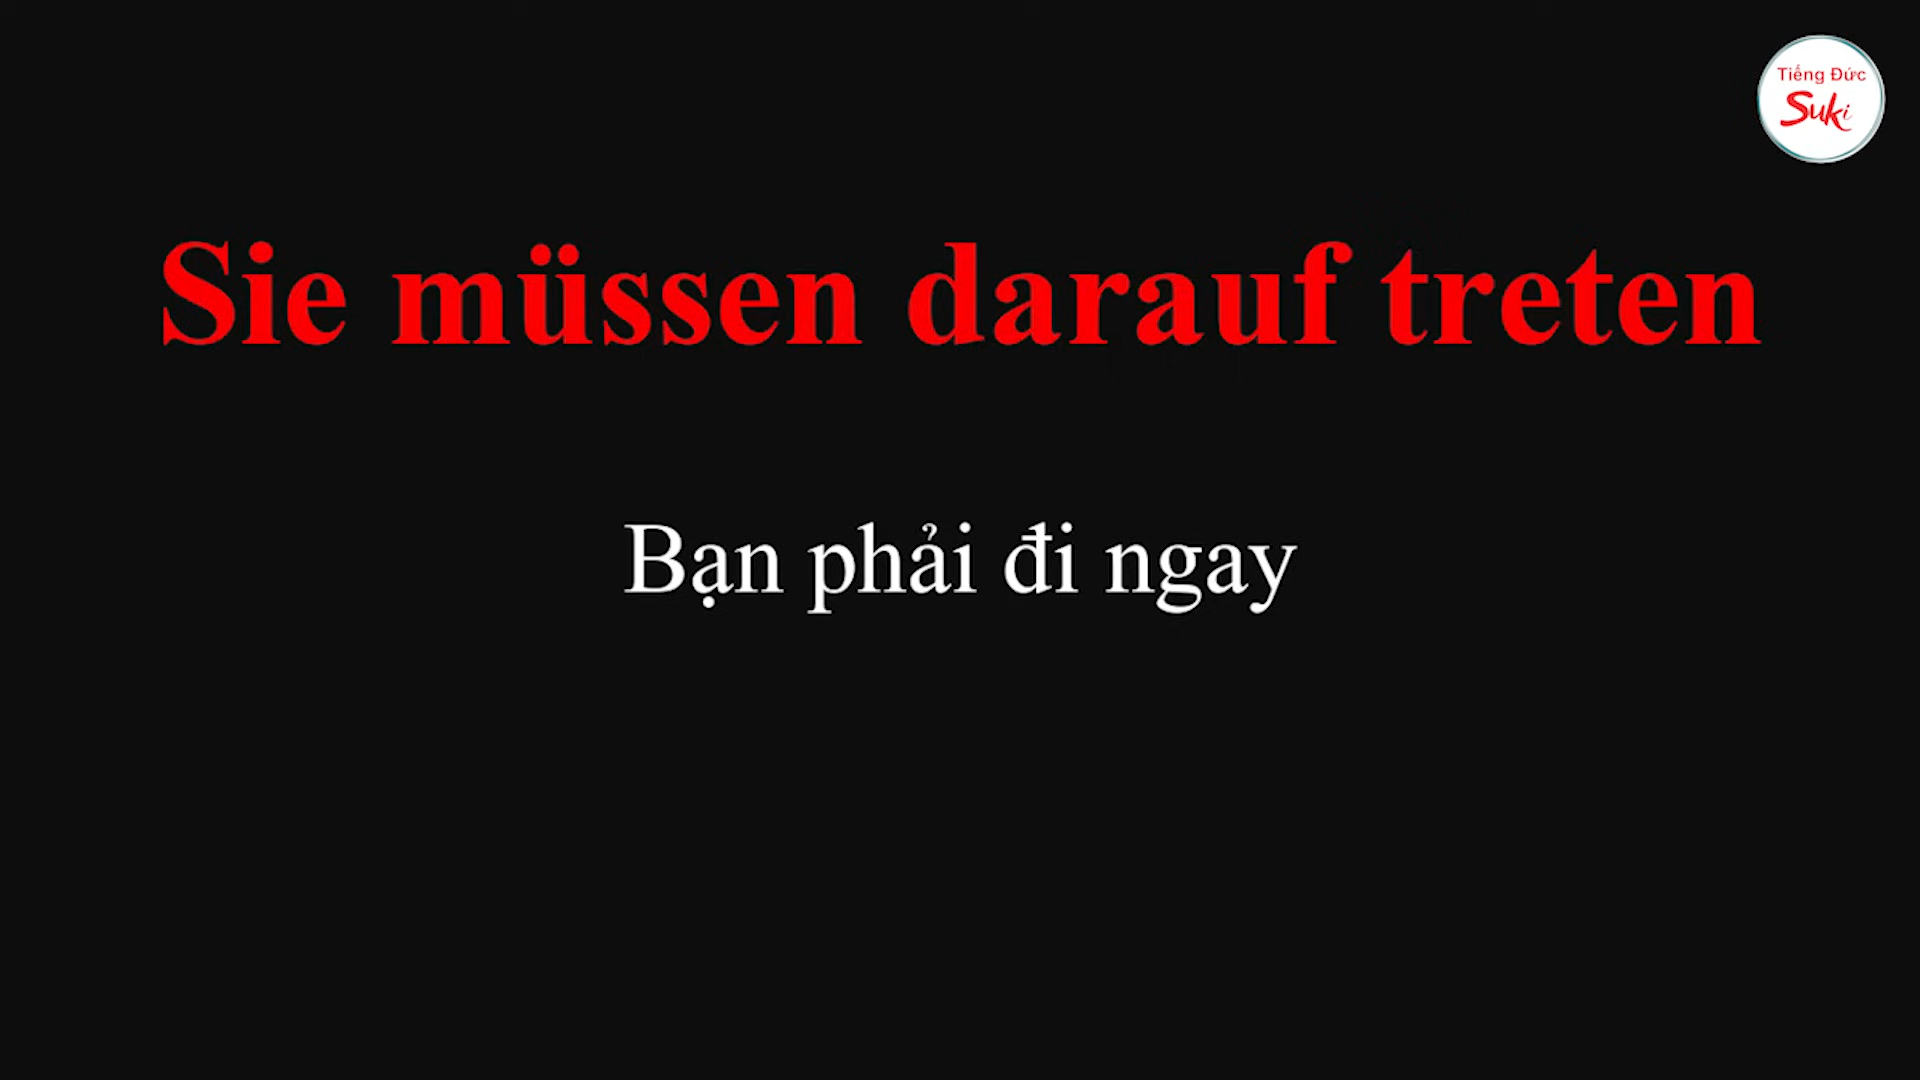 Tiếng Đức
Suki
Sie müssen darauf treten
Bạn phải đi ngay